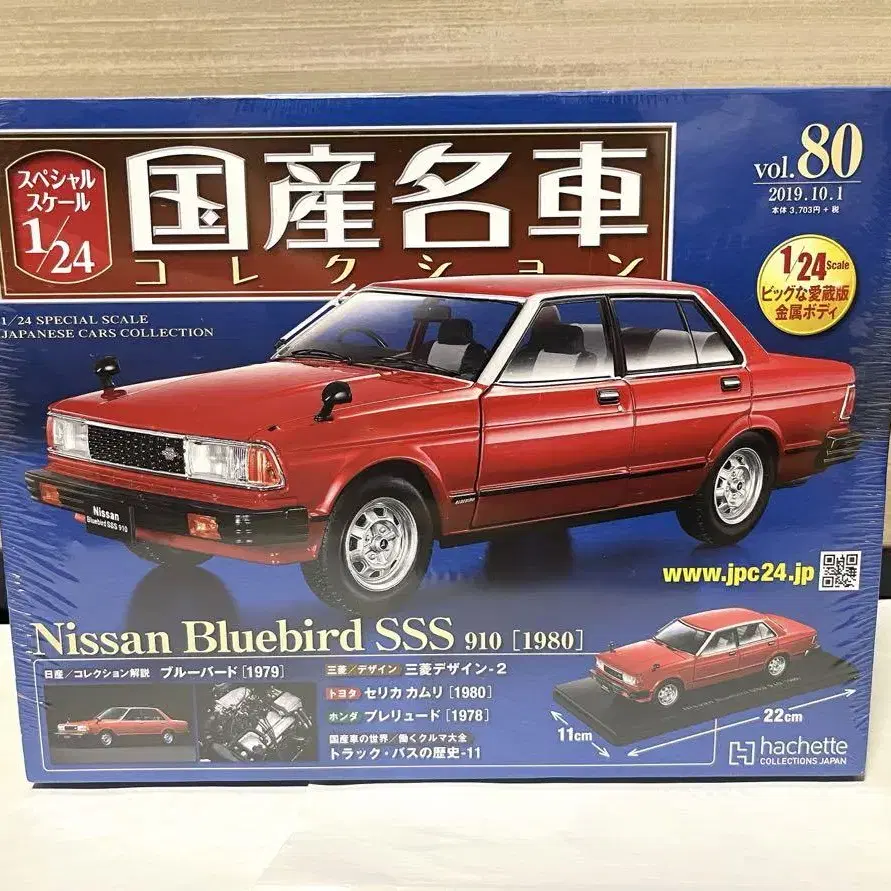 スペシャル
スケール
1/24
国産名車
コレクション
1/24 SPECIAL SCALE
JAPANESE CARS COLLECTION
vol.80
2019.10.1
本体 3,703円+税
1/24 Scale
ビッグな愛蔵版
金属ボディ
Nissan
Bluebird SSS 910
www.jpc24.jp
Nissan Bluebird SSS 910 [1980]
日産/コレクション解説 ブルーバード[1979]
三菱/デザイン 三菱デザイン-2
トヨタ セリカ カムリ[1980]
ホンダ プレリュード[1978]
国産車の世界/働くクルマ大全
トラック・バスの歴史-11
11cm
22cm
hachette
COLLECTIONS JAPAN